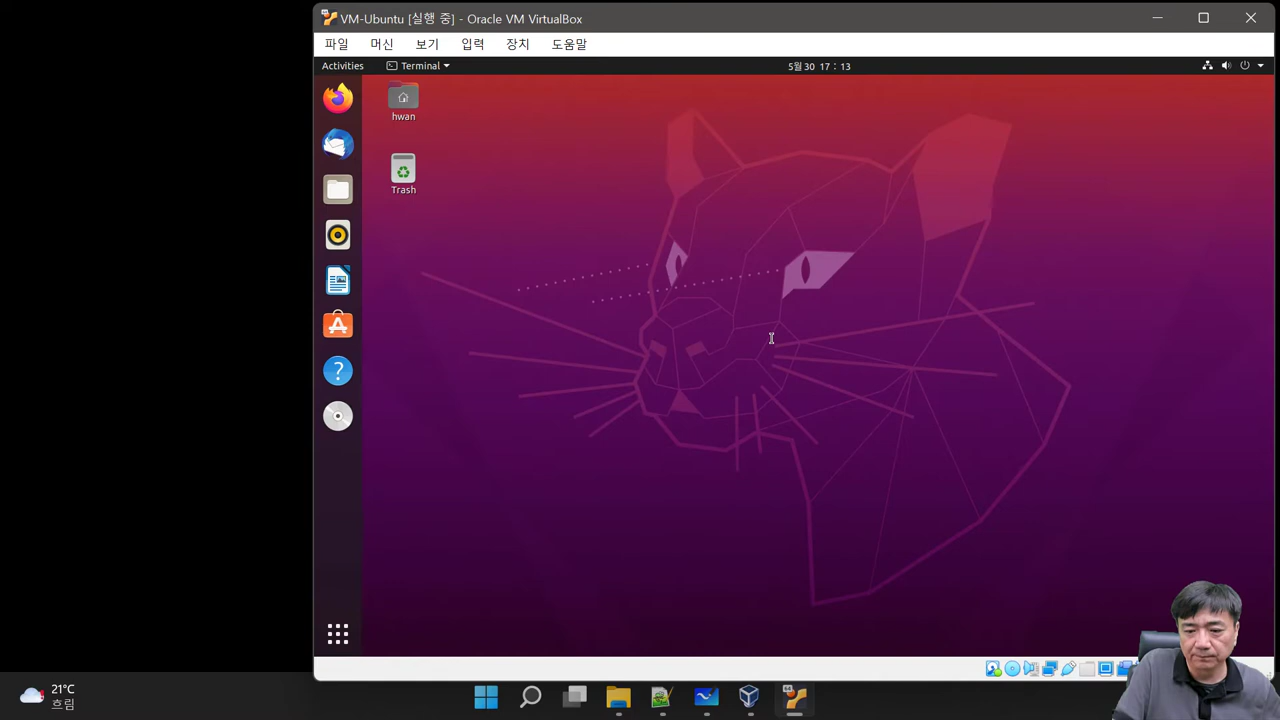 VM-Ubuntu [실행 중] - Oracle VM VirtualBox
파일 머신 보기 입력 장치 도움말
Activities Terminal 5월 30 17 : 13
hwan
Trash
21°C
흐림